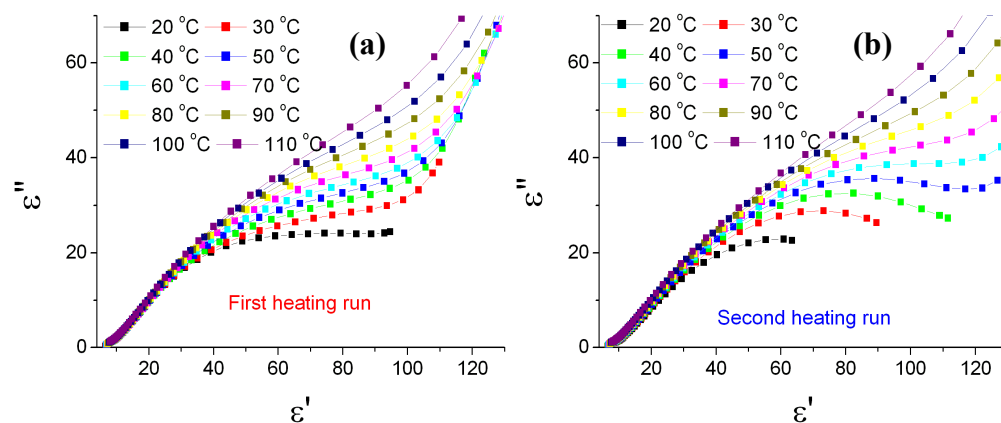 (a)
20 °C 30 °C
40 °C 50 °C
60 °C 70 °C
80 °C 90 °C
100 °C 110 °C
First heating run
ε''
0
20
40
60
20 40 60 80 100 120
ε'
(b)
20 °C 30 °C
40 °C 50 °C
60 °C 70 °C
80 °C 90 °C
100 °C 110 °C
Second heating run
ε''
0
20
40
60
20 40 60 80 100 120
ε'